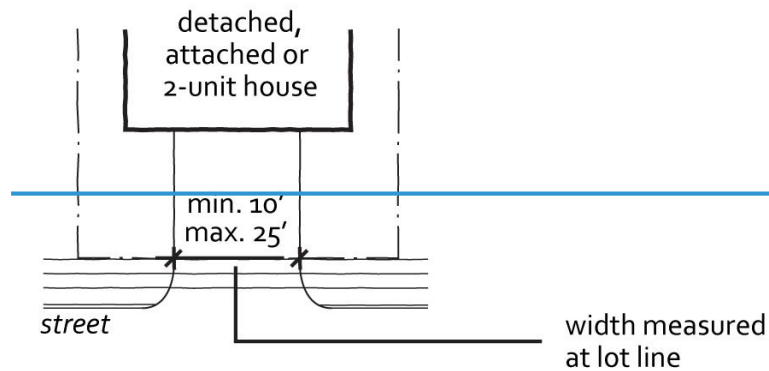 detached,
attached or
2-unit house
min. 10′
max. 25′
street
width measured
at lot line